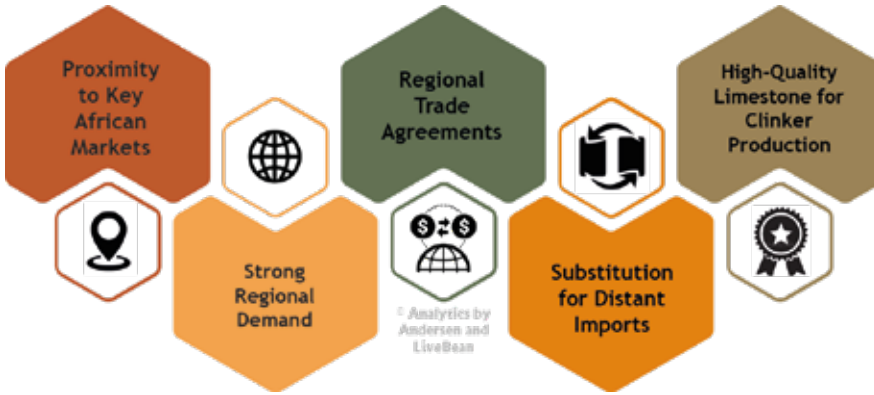 Proximity
to Key
African
Markets
Strong
Regional
Demand
Regional
Trade
Agreements
© Analytics by
Andersen and
LiveBean
Substitution
for Distant
Imports
High-Quality
Limestone for
Clinker
Production